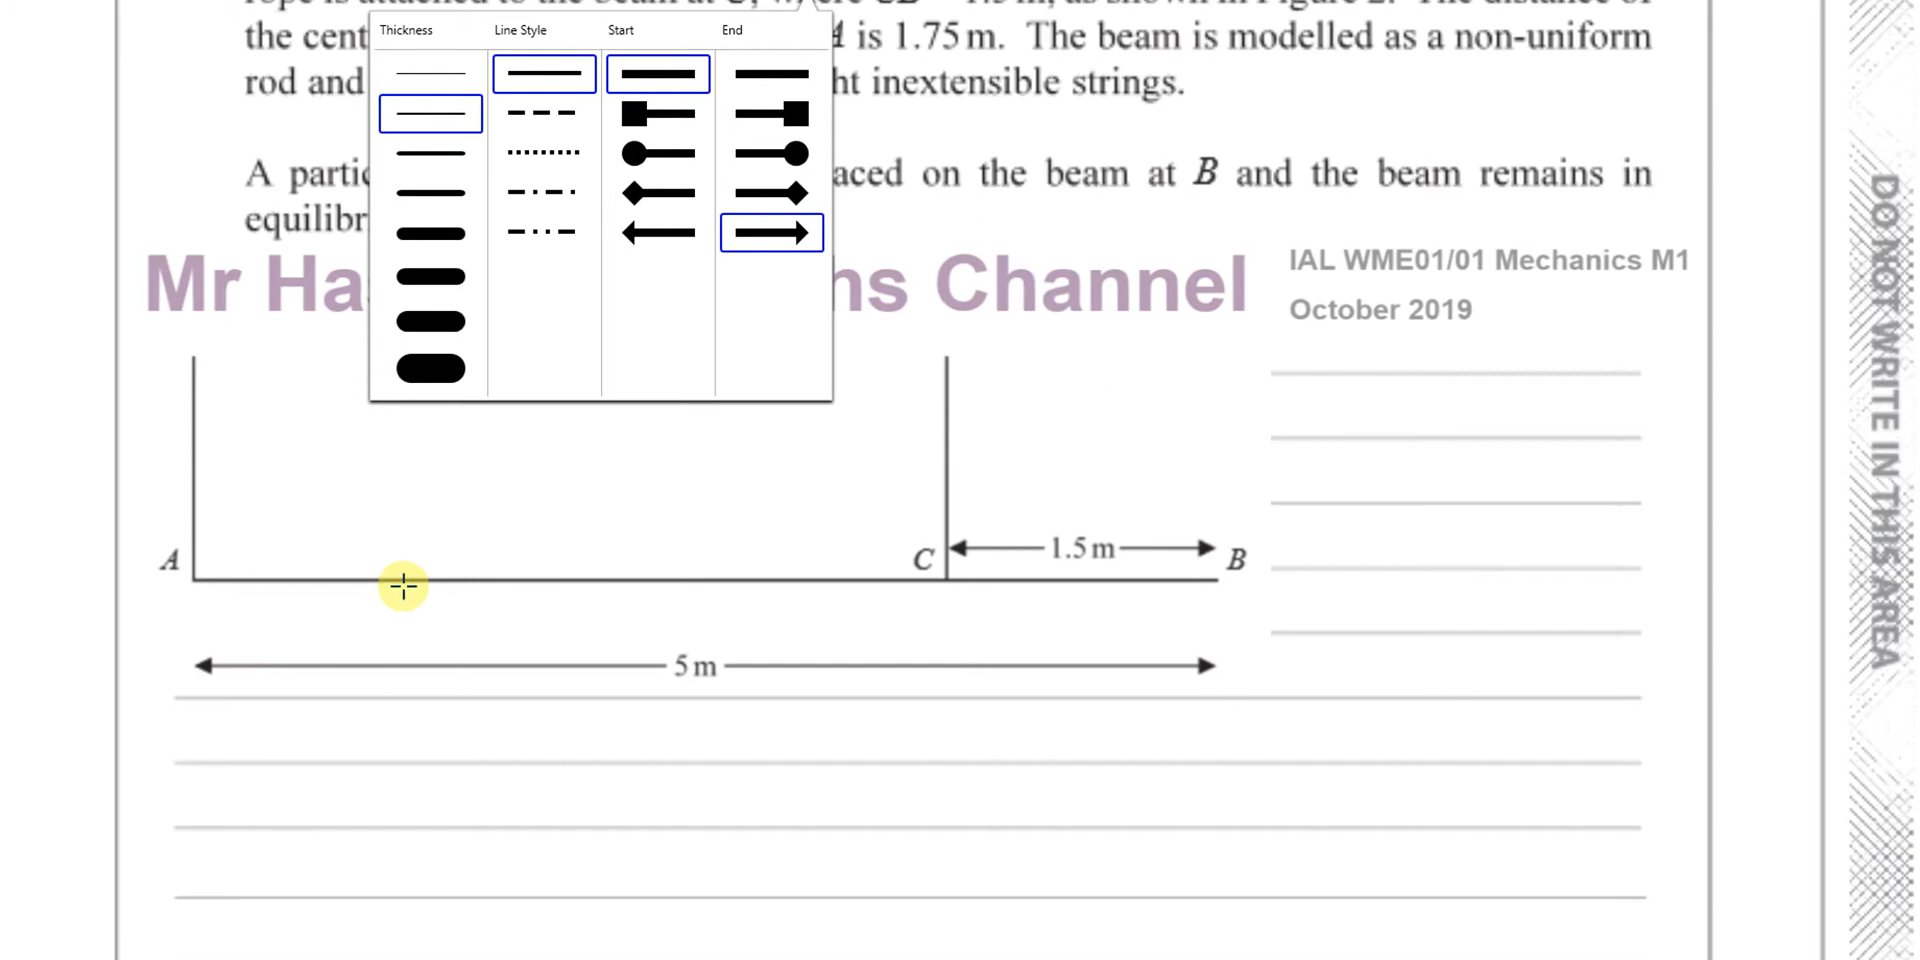 Thickness Line Style Start End
the cent is 1.75 m. The beam is modelled as a non-uniform
rod and ht inextensible strings.
A partic aced on the beam at B and the beam remains in
equilibr
Mr Ha ns Channel
IAL WME01/01 Mechanics M1
October 2019
A C 1.5 m B
5 m
DO NOT WRITE IN THIS AREA